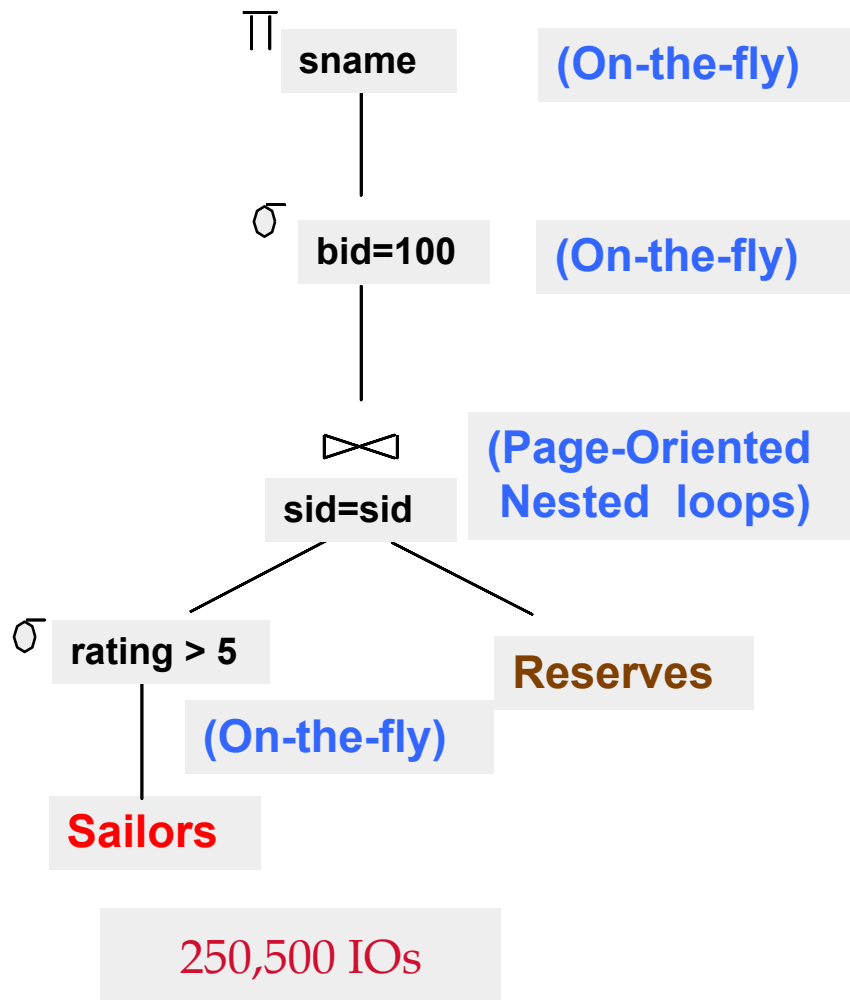 π sname (On-the-fly)
σ bid=100 (On-the-fly)
⋈ (Page-Oriented
sid=sid Nested loops)
σ rating > 5 Reserves
(On-the-fly)
Sailors
250,500 IOs